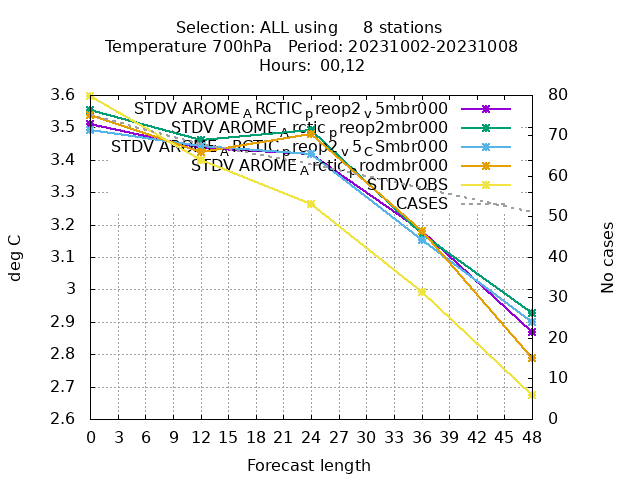 Selection: ALL using 8 stations
Temperature 700hPa Period: 20231002-20231008
Hours: 00,12
3.6
3.5
3.4
3.3
3.2
3.1
3
2.9
2.8
2.7
2.6
deg C
STDV AROME_ARCTIC_preop2_v5mbr000
STDV AROME_Arctic_preop2mbr000
STDV AROME_ARCTIC_preop2_v5_CSmbr000
STDV AROME_Arctic_prodmbr000
STDV OBS
CASES
80
70
60
50
40
30
20
10
0
No cases
0 3 6 9 12 15 18 21 24 27 30 33 36 39 42 45 48
Forecast length